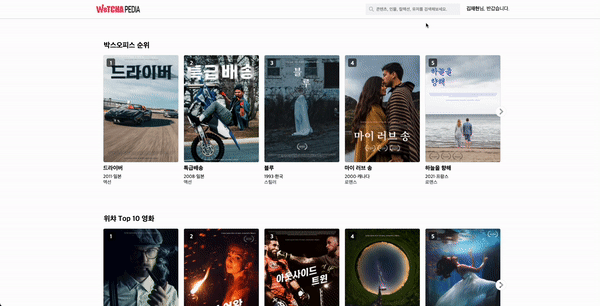 WATCHA PEDIA
콘텐츠, 인물, 컬렉션, 유저를 검색해보세요.
김래현님, 반갑습니다.
박스오피스 순위
1
드라이버
2
특급배송
3
블루
4
마이 러브 송
5
하늘을
향해
드라이버
2011·일본
액션
특급배송
2008·일본
액션
블루
1993·한국
스릴러
마이 러브 송
2000·캐나다
로맨스
하늘을 향해
2021·프랑스
로맨스
위챠 Top 10 영화
1
2
3
아웃사이드
트윈
4
5